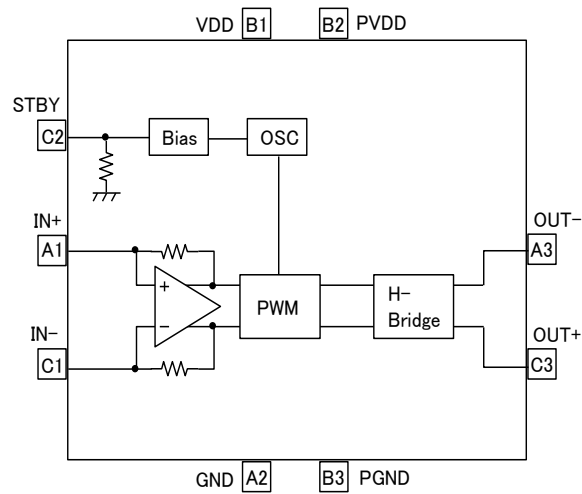 VDD B1 B2 PVDD
STBY
C2 Bias OSC
IN+ OUT-
A1 A3
+
PWM H-
Bridge
−
IN- OUT+
C1 C3
GND A2 B3 PGND